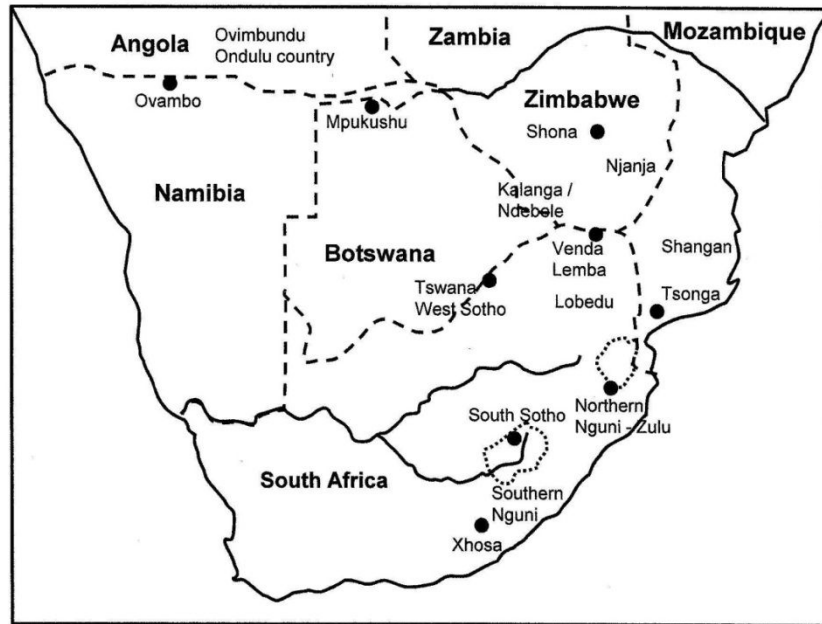 Angola
Ovimbundu
Ondulu country
Zambia
Mozambique
Ovambo
Mpukushu
Zimbabwe
Shona
Njanja
Namibia
Kalanga /
Ndebele
Botswana
Venda
Lemba
Shangan
Tswana
West Sotho
Lobedu
Tsonga
South Sotho
Northern
Nguni - Zulu
South Africa
Southern
Nguni
Xhosa